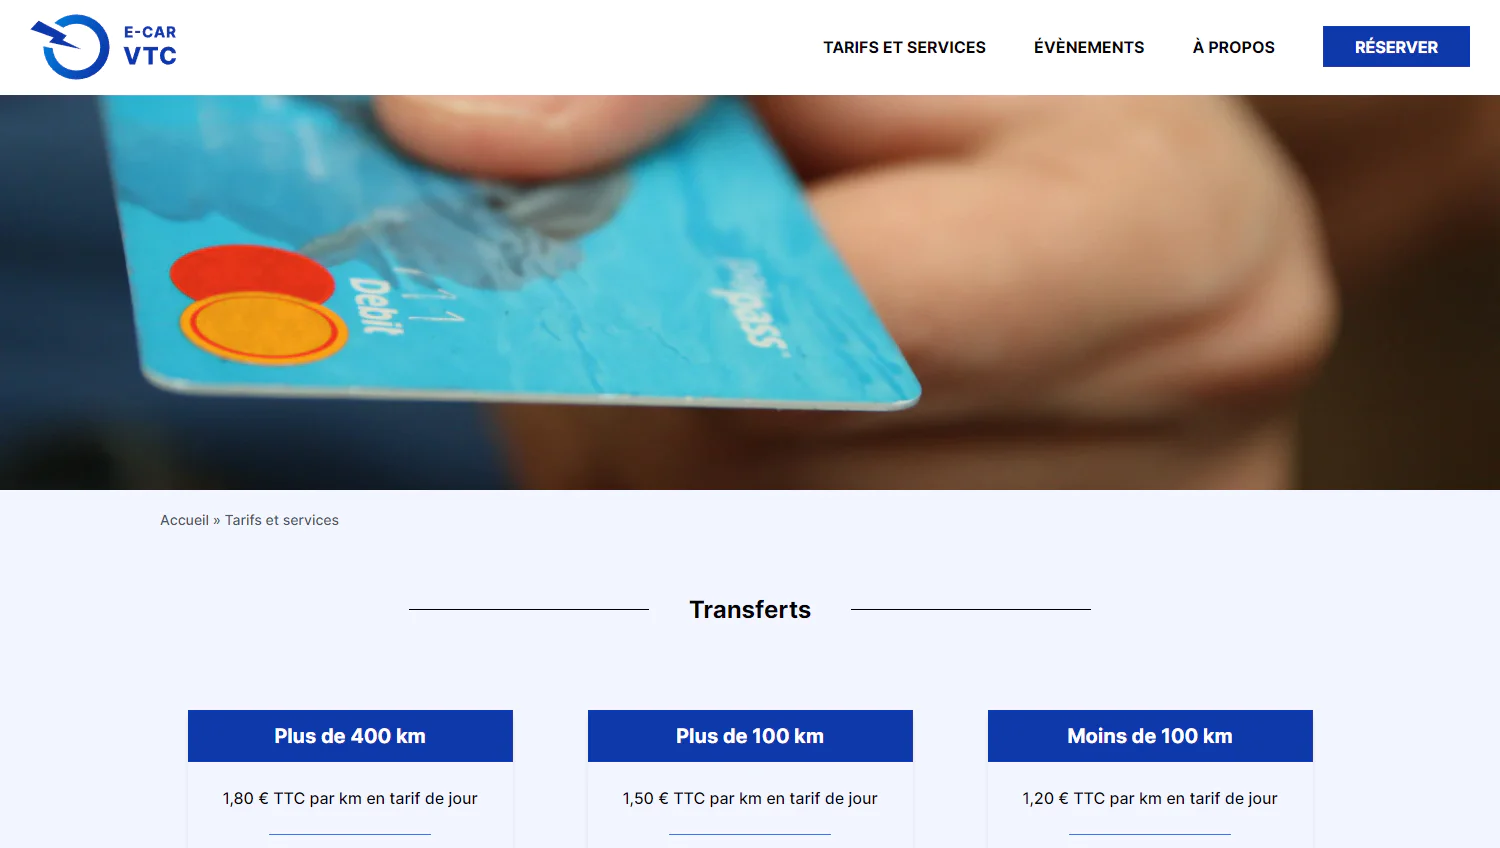 E-CAR
VTC
TARIFS ET SERVICES
ÉVÈNEMENTS
À PROPOS
RÉSERVER
Debit
paypass
Accueil » Tarifs et services
Transferts
Plus de 400 km
1,80 € TTC par km en tarif de jour
Plus de 100 km
1,50 € TTC par km en tarif de jour
Moins de 100 km
1,20 € TTC par km en tarif de jour